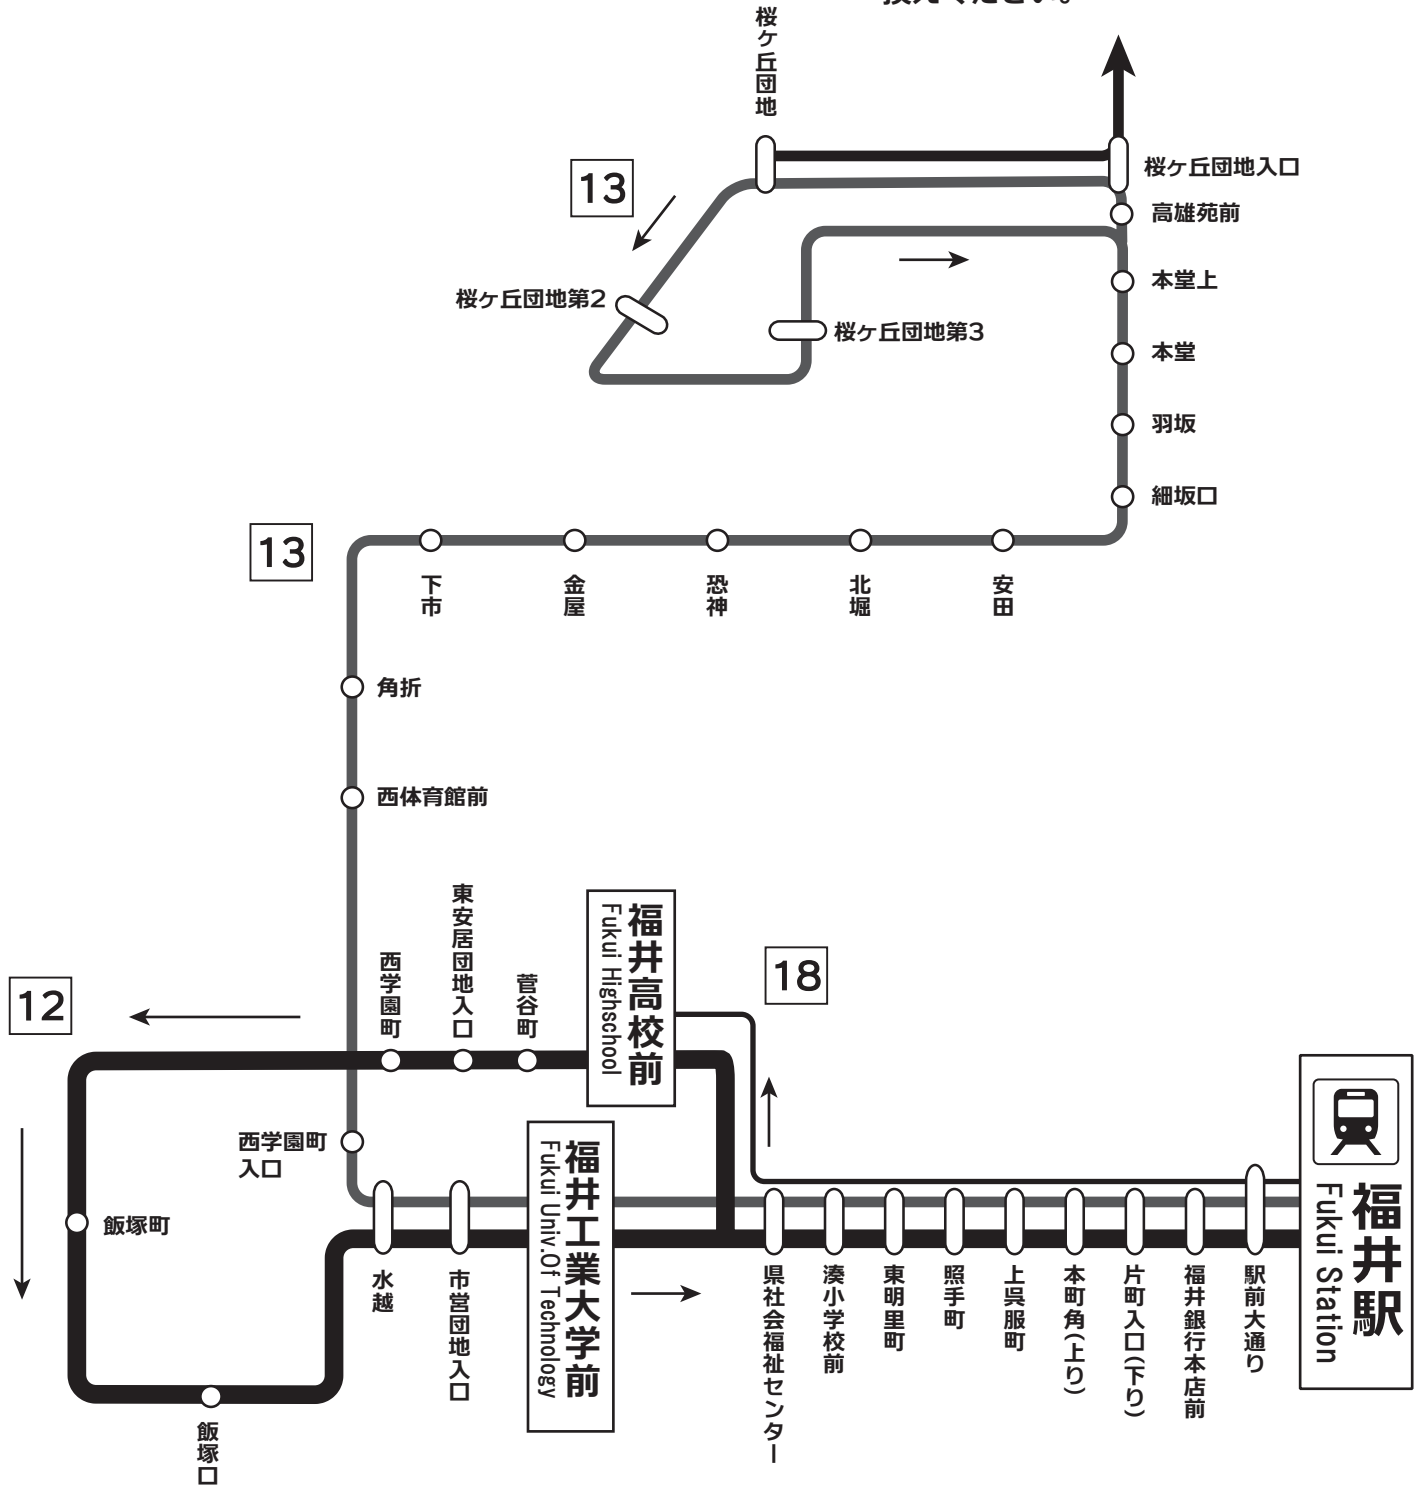 換えください。
桜ヶ丘団地
桜ヶ丘団地入口
13
高雄苑前
本堂上
桜ヶ丘団地第2
桜ヶ丘団地第3
本堂
羽坂
細坂口
13
下市
金屋
恐神
北堀
安田
角折
西体育館前
西学園町
東安居団地入口
菅谷町
福井高校前
Fukui Highschool
18
12
西学園町
入口
飯塚町
飯塚口
水越
市営団地入口
福井工業大学前
Fukui Univ.Of Technology
県社会福祉センター
湊小学校前
東明里町
照手町
上呉服町
本町角(上り)
片町入口(下り)
福井銀行本店前
駅前大通り
福井駅
Fukui Station